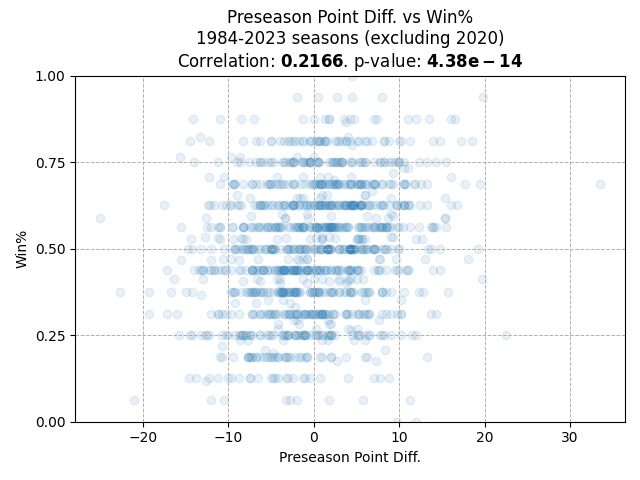 Preseason Point Diff. vs Win%
1984-2023 seasons (excluding 2020)
Correlation: 0.2166. p-value: 4.38e − 14
1.00
0.75
0.50
0.25
0.00
Win%
−20
−10
0
10
20
30
Preseason Point Diff.